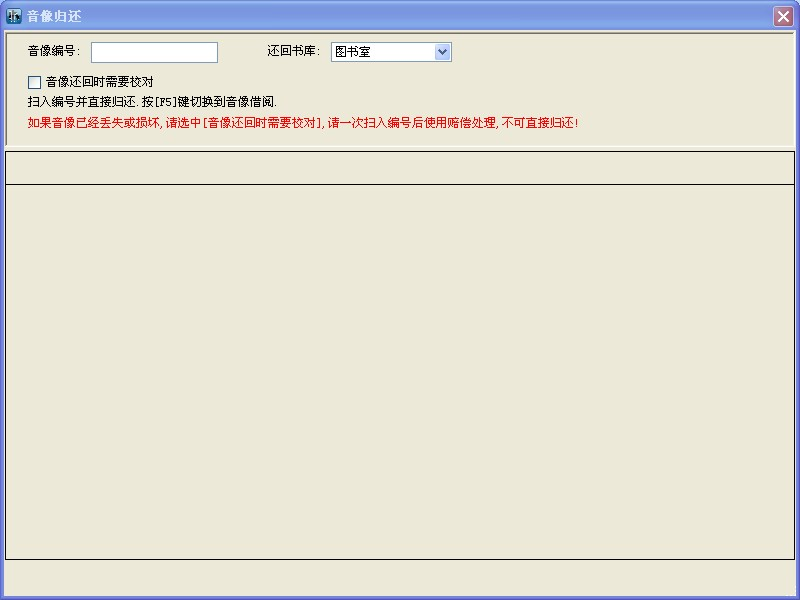 音像归还
音像编号: 还回书库: 图书室
音像还回时需要校对
扫入编号并直接归还.按[F5]键切换到音像借阅.
如果音像已经丢失或损坏,请选中[音像还回时需要校对],请一次扫入编号后使用赔偿处理,不可直接归还!